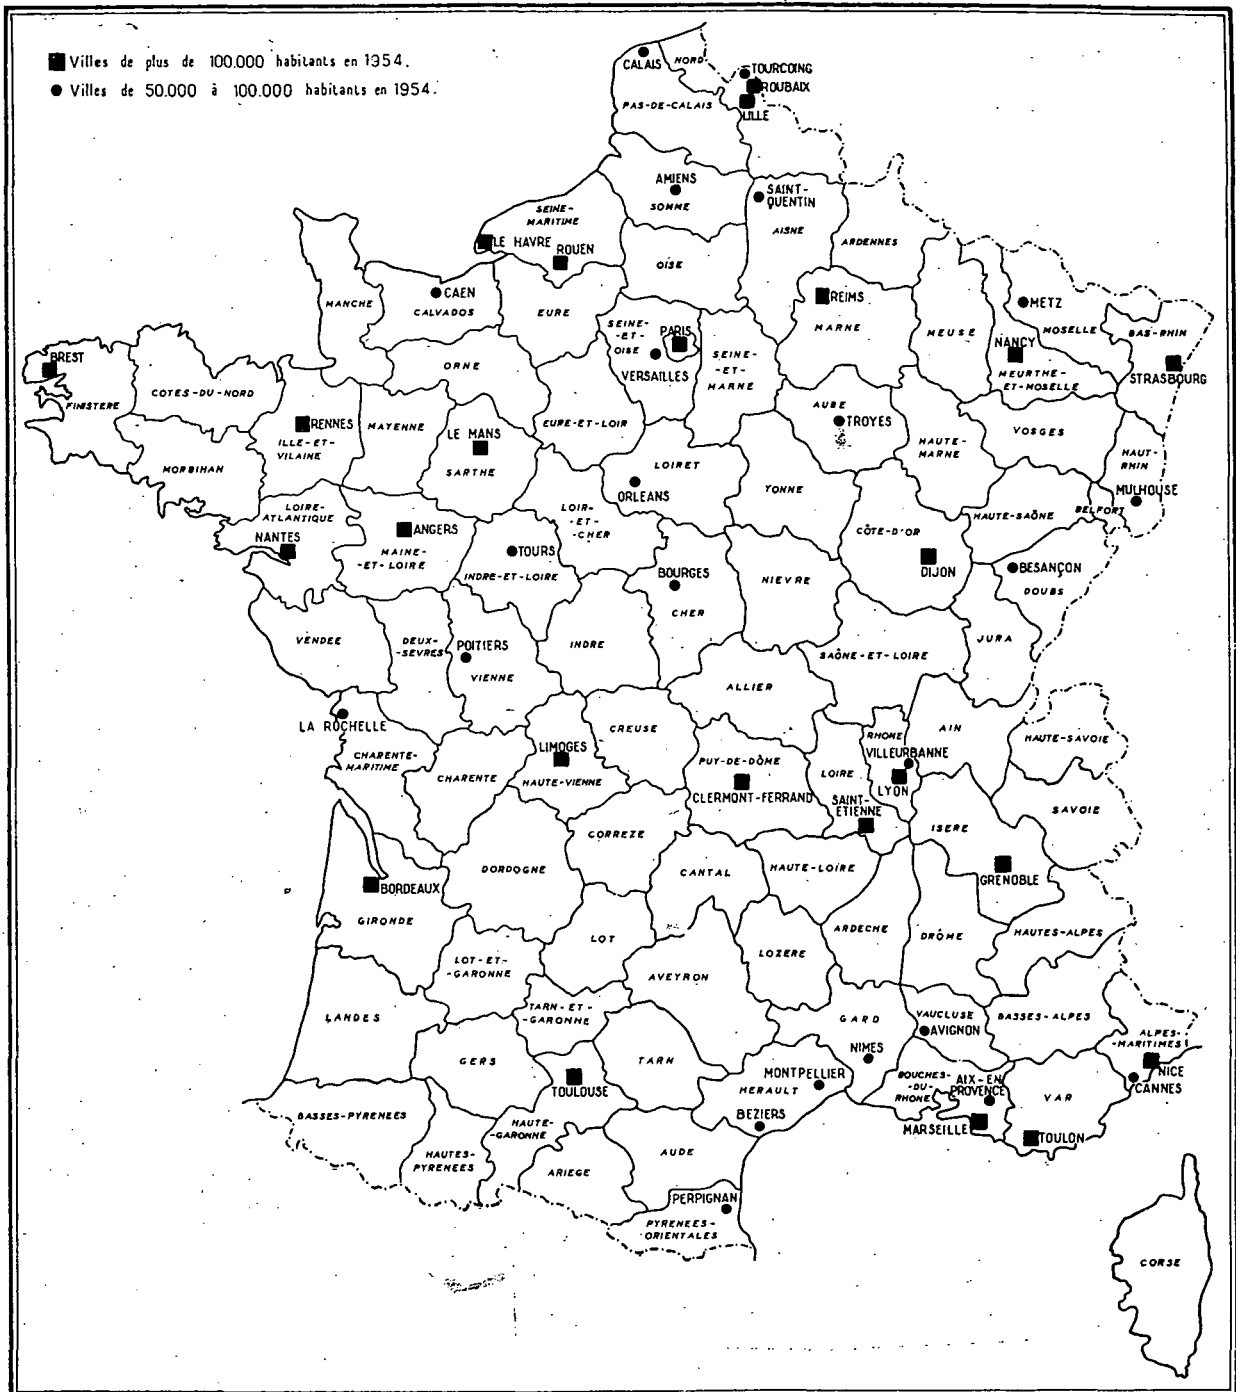 Villes de plus de 100.000 habitants en 1954.
Villes de 50.000 à 100.000 habitants en 1954.
CALAIS
NORD
TOURCOING
ROUBAIX
LILLE
PAS-DE-CALAIS
AMIENS
SOMME
SAINT-
QUENTIN
AISNE
SEINE-
MARITIME
LE HAVRE
ROUEN
OISE
ARDENNES
MANCHE
CAEN
CALVADOS
EURE
SEINE-
-ET-
OISE
PARIS
VERSAILLES
SEINE-
-ET-
MARNE
REIMS
MARNE
MEUSE
METZ
MOSELLE
NANCY
MEURTHE-
-ET-MOSELLE
BAS-RHIN
STRASBOURG
BREST
FINISTERE
COTES-DU-NORD
ORNE
RENNES
ILLE-ET-
VILAINE
MAYENNE
LE MANS
SARTHE
EURE-ET-LOIR
AUBE
TROYES
HAUTE-
MARNE
VOSGES
HAUT-
RHIN
MULHOUSE
BELFORT
MORBIHAN
LOIRE-
ATLANTIQUE
NANTES
ANGERS
MAINE-
-ET-LOIRE
TOURS
INDRE-ET-LOIRE
LOIR-
-ET-
CHER
LOIRET
ORLEANS
YONNE
CÔTE-D'OR
DIJON
HAUTE-SAÔNE
BESANÇON
DOUBS
BOURGES
CHER
NIEVRE
VENDEE
DEUX-
-SEVRES
POITIERS
VIENNE
INDRE
ALLIER
SAÔNE-ET-LOIRE
JURA
LA ROCHELLE
CHARENTE-
MARITIME
CHARENTE
LIMOGES
HAUTE-VIENNE
CREUSE
PUY-DE-DÔME
CLERMONT-FERRAND
LOIRE
SAINT-
ETIENNE
RHONE
VILLEURBANNE
LYON
AIN
HAUTE-SAVOIE
SAVOIE
ISERE
GRENOBLE
CORREZE
DORDOGNE
BORDEAUX
GIRONDE
CANTAL
HAUTE-LOIRE
ARDECHE
DRÔME
HAUTES-ALPES
LOT
LOT-ET-
-GARONNE
AVEYRON
LOZERE
LANDES
TARN-ET-
-GARONNE
GARD
NIMES
VAUCLUSE
AVIGNON
BASSES-ALPES
ALPES-
MARITIMES
NICE
CANNES
GERS
TOULOUSE
TARN
MONTPELLIER
HERAULT
BEZIERS
BOUCHES-
-DU-
RHONE
AIX-EN
PROVENCE
MARSEILLE
VAR
TOULON
BASSES-PYRENEES
HAUTES-
PYRENEES
HAUTE-
-GARONNE
ARIEGE
AUDE
PERPIGNAN
PYRENEES-
ORIENTALES
CORSE